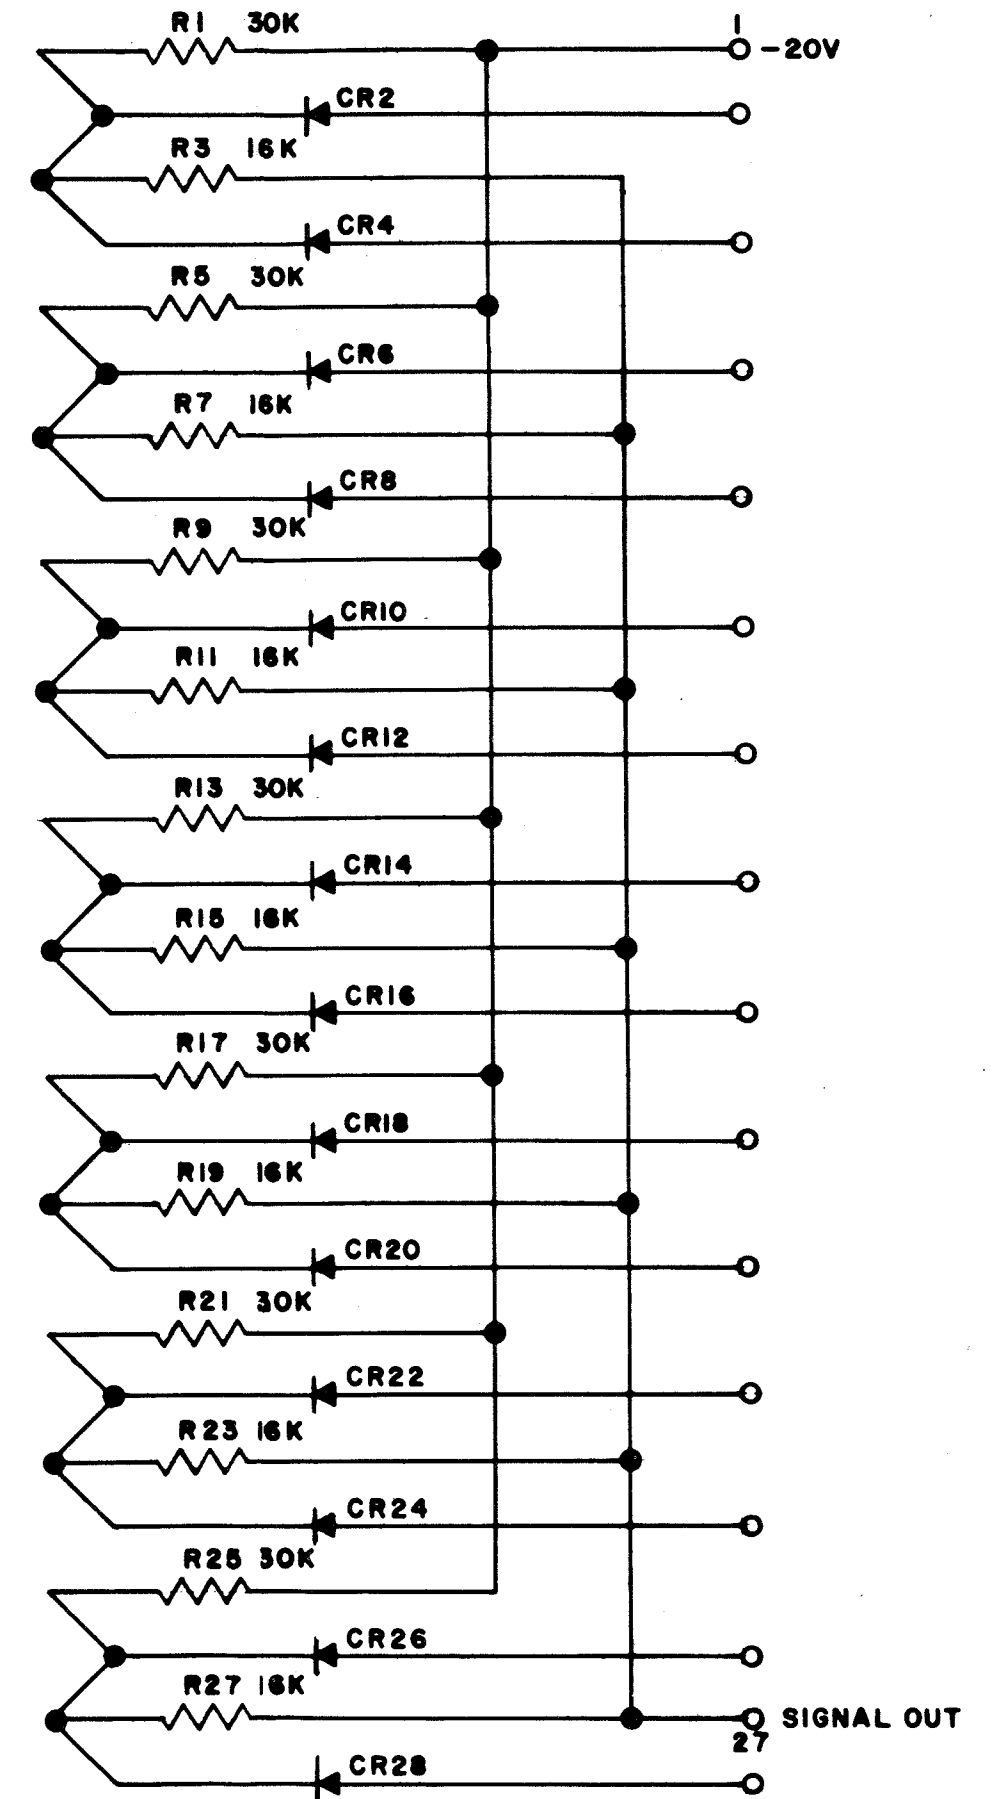 R1 30K
1
-20V
CR2
R3 16K
CR4
R5 30K
CR6
R7 16K
CR8
R9 30K
CR10
R11 16K
CR12
R13 30K
CR14
R15 16K
CR16
R17 30K
CR18
R19 16K
CR20
R21 30K
CR22
R23 16K
CR24
R25 30K
CR26
R27 16K
SIGNAL OUT
27
CR28